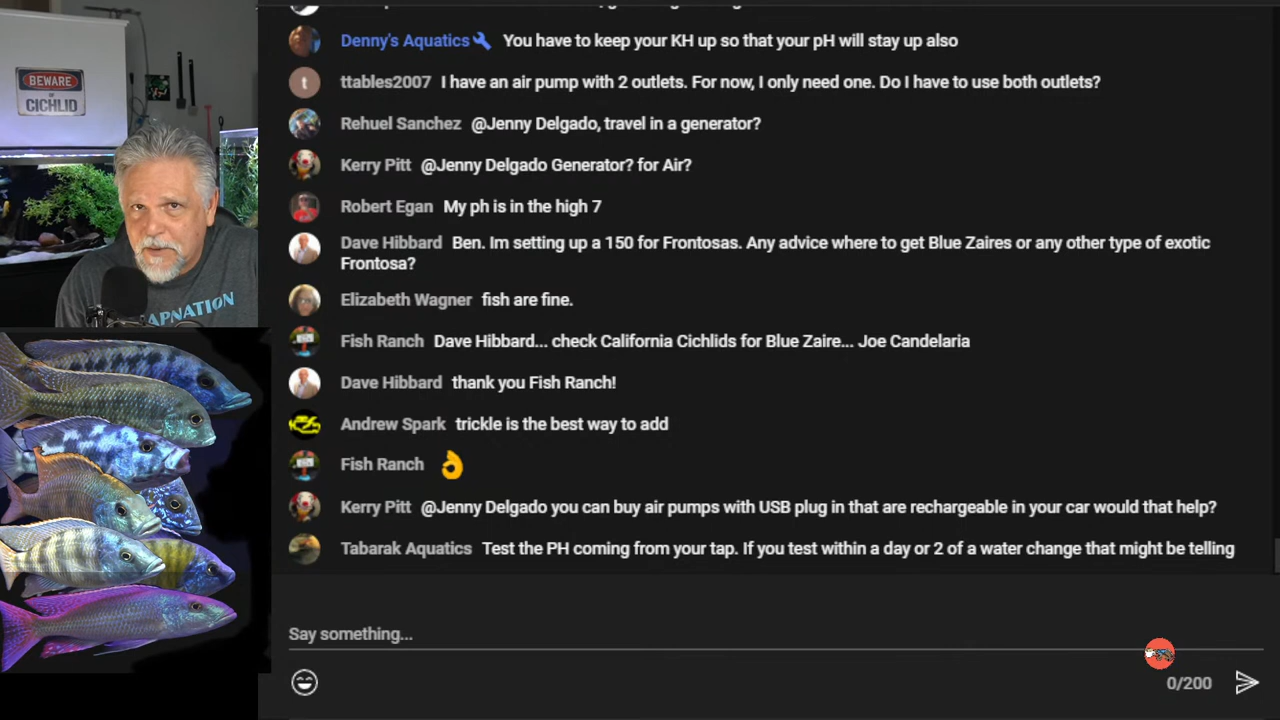 BEWARE
OF
CICHLID
APNATION
Denny's Aquatics You have to keep your KH up so that your pH will stay up also
t ttables2007 I have an air pump with 2 outlets. For now, I only need one. Do I have to use both outlets?
Rehuel Sanchez @Jenny Delgado, travel in a generator?
Kerry Pitt @Jenny Delgado Generator? for Air?
Robert Egan My ph is in the high 7
Dave Hibbard Ben. Im setting up a 150 for Frontosas. Any advice where to get Blue Zaires or any other type of exotic
Frontosa?
Elizabeth Wagner fish are fine.
Fish Ranch Dave Hibbard... check California Cichlids for Blue Zaire... Joe Candelaria
Dave Hibbard thank you Fish Ranch!
Andrew Spark trickle is the best way to add
Fish Ranch 👌
Kerry Pitt @Jenny Delgado you can buy air pumps with USB plug in that are rechargeable in your car would that help?
Tabarak Aquatics Test the PH coming from your tap. If you test within a day or 2 of a water change that might be telling
Say something...
0/200